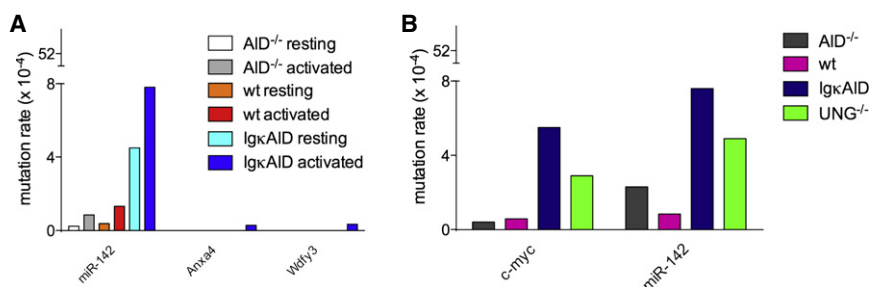 A
mutation rate (x 10⁻⁴)
52
8
4
0
AID⁻/⁻ resting
AID⁻/⁻ activated
wt resting
wt activated
IgκAID resting
IgκAID activated
miR-142
Anxa4
Wdfy3
B
mutation rate (x 10⁻⁴)
52
8
4
0
AID⁻/⁻
wt
IgκAID
UNG⁻/⁻
c-myc
miR-142